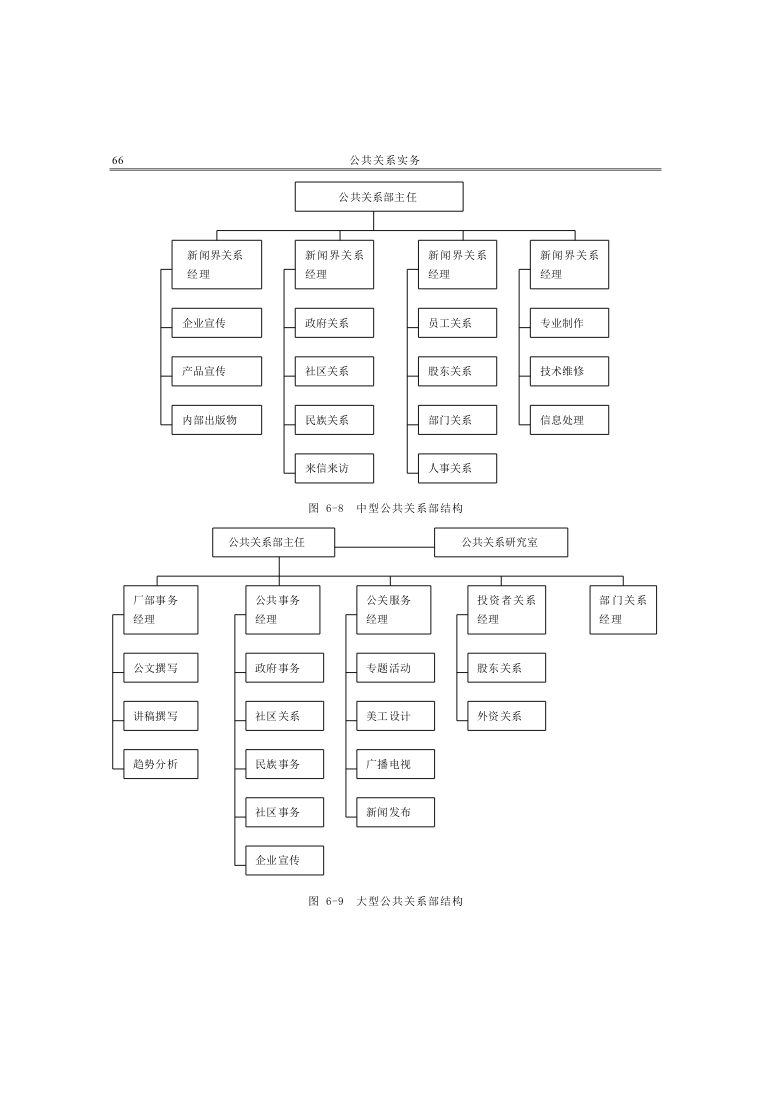 66
公共关系实务
公共关系部主任
新闻界关系 新闻界关系 新闻界关系 新闻界关系
经理 经理 经理 经理
企业宣传 政府关系 员工关系 专业制作
产品宣传 社区关系 股东关系 技术维修
内部出版物 民族关系 部门关系 信息处理
来信来访 人事关系
图 6-8 中型公共关系部结构
公共关系部主任 公共关系研究室
厂部事务 公共事务 公关服务 投资者关系 部门关系
经理 经理 经理 经理 经理
公文撰写 政府事务 专题活动 股东关系
讲稿撰写 社区关系 美工设计 外资关系
趋势分析 民族事务 广播电视
社区事务 新闻发布
企业宣传
图 6-9 大型公共关系部结构